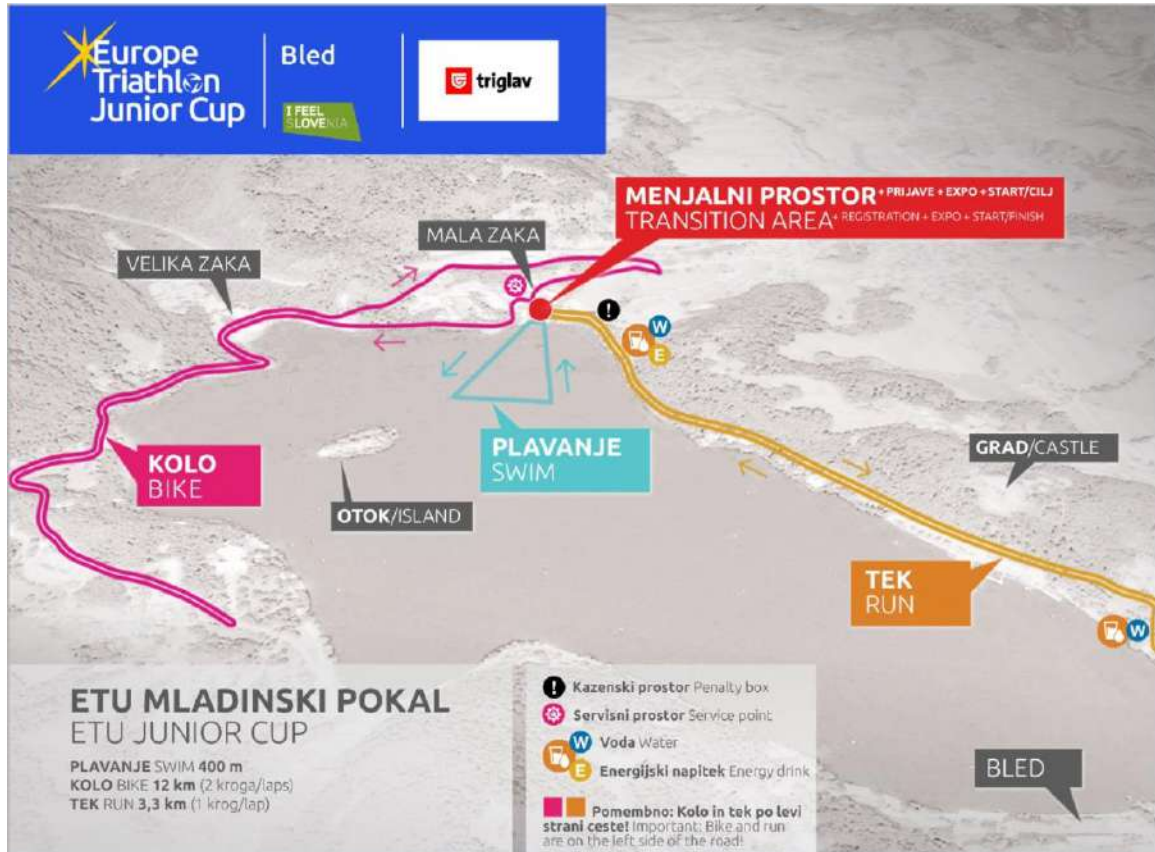 Europe
Triathlon
Junior Cup
Bled
I FEEL
SLOVENIA
triglav
MENJALNI PROSTOR + PRIJAVE + EXPO + START/CILJ
TRANSITION AREA + REGISTRATION + EXPO + START/FINISH
MALA ZAKA
VELIKA ZAKA
!
W
E
PLAVANJE
SWIM
KOLO
BIKE
GRAD/CASTLE
OTOK/ISLAND
TEK
RUN
W
ETU MLADINSKI POKAL
ETU JUNIOR CUP
PLAVANJE SWIM 400 m
KOLO BIKE 12 km (2 kroga/laps)
TEK RUN 3,3 km (1 krog/lap)
! Kazenski prostor Penalty box
Servisni prostor Service point
W Voda Water
E Energijski napitek Energy drink
Pomembno: Kolo in tek po levi
strani ceste! Important: Bike and run
are on the left side of the road!
BLED